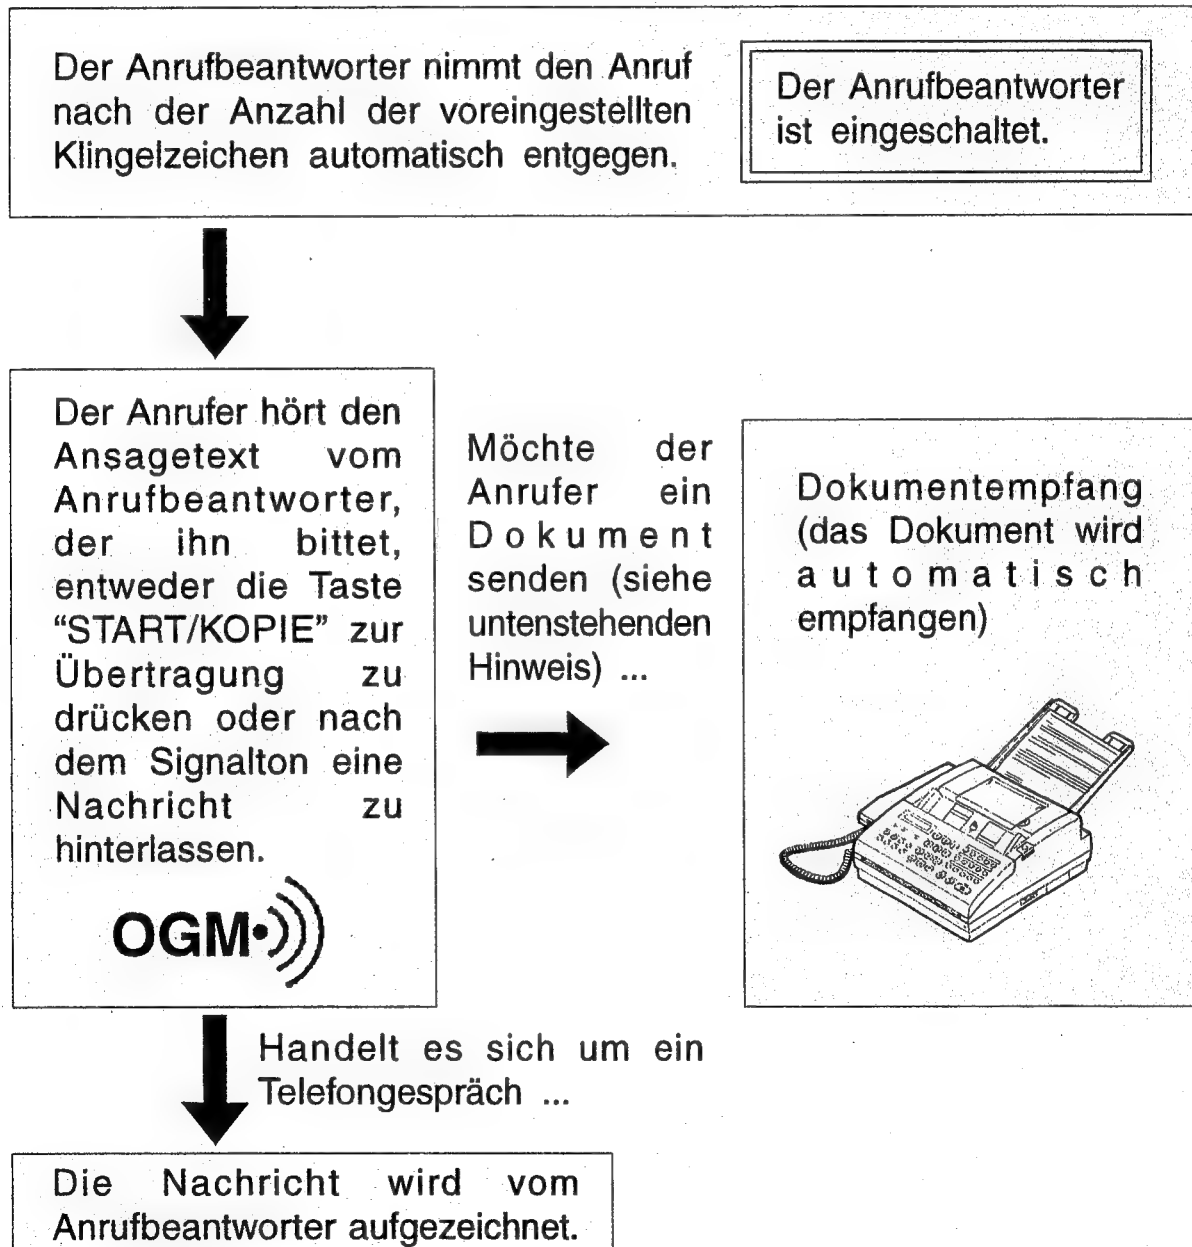 Der Anrufbeantworter nimmt den Anruf
nach der Anzahl der voreingestellten
Klingelzeichen automatisch entgegen.
Der Anrufbeantworter
ist eingeschaltet.
Der Anrufer hört den
Ansagetext vom
Anrufbeantworter,
der ihn bittet,
entweder die Taste
“START/KOPIE” zur
Übertragung zu
drücken oder nach
dem Signalton eine
Nachricht zu
hinterlassen.
OGM
Möchte der
Anrufer ein
Dokument
senden (siehe
untenstehenden
Hinweis) ...
Dokumentempfang
(das Dokument wird
automatisch
empfangen)
Handelt es sich um ein
Telefongespräch ...
Die Nachricht wird vom
Anrufbeantworter aufgezeichnet.